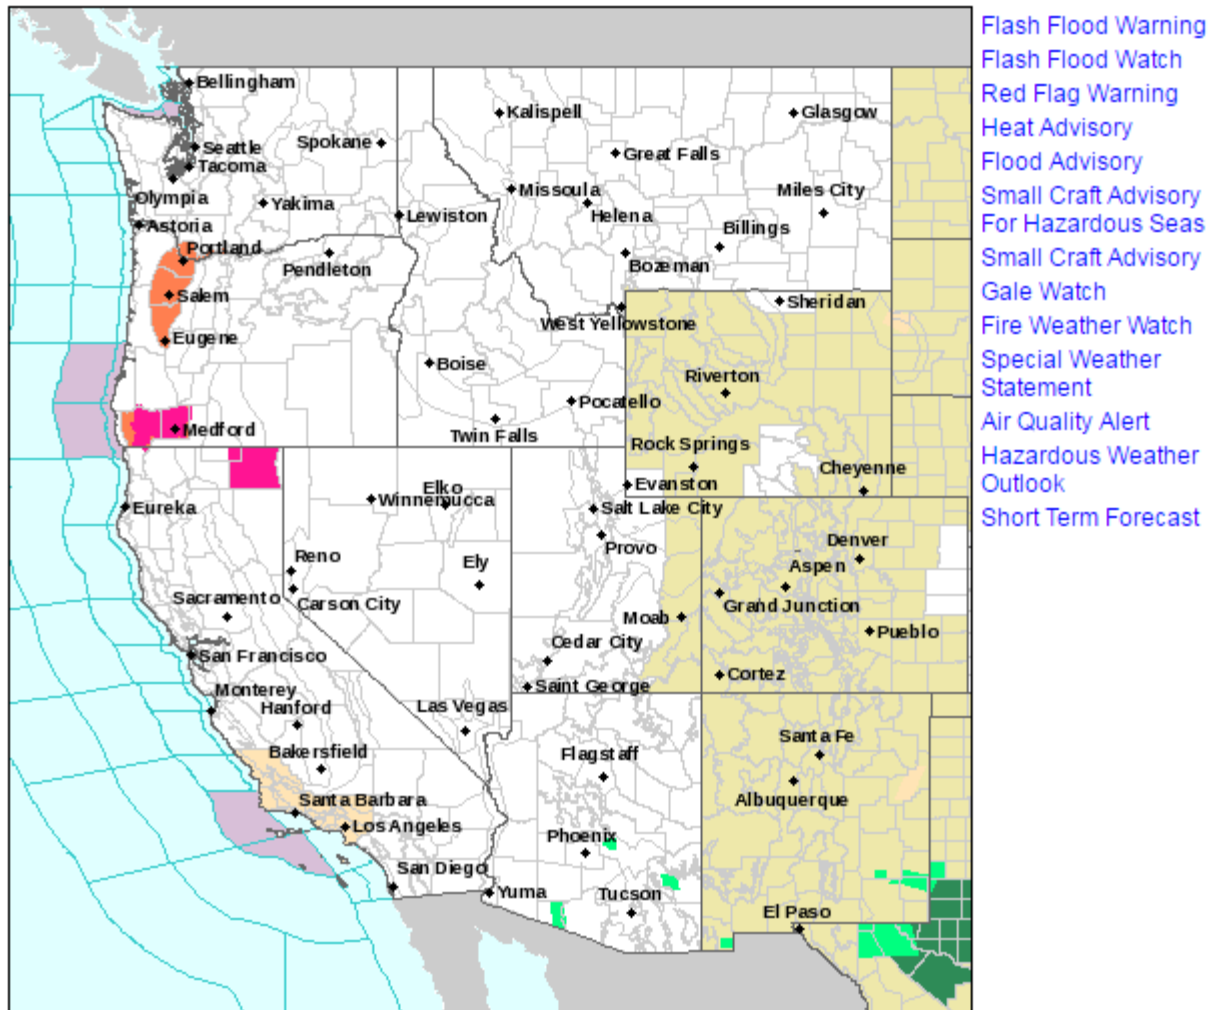 Flash Flood Warning
Flash Flood Watch
Red Flag Warning
Heat Advisory
Flood Advisory
Small Craft Advisory
For Hazardous Seas
Small Craft Advisory
Gale Watch
Fire Weather Watch
Special Weather
Statement
Air Quality Alert
Hazardous Weather
Outlook
Short Term Forecast
Bellingham
Kalispell
Glasgow
Seattle
Spokane
Great Falls
Tacoma
Missoula
Miles City
Olympia
Yakima
Lewiston
Helena
Astoria
Billings
Portland
Pendleton
Bozeman
Salem
Sheridan
West Yellowstone
Eugene
Boise
Riverton
Pocatello
Medford
Twin Falls
Rock Springs
Cheyenne
Evanston
Elko
Winnemucca
Eureka
Salt Lake City
Provo
Denver
Reno
Ely
Aspen
Sacramento
Carson City
Grand Junction
Moab
Pueblo
Cedar City
San Francisco
Cortez
Saint George
Monterey
Hanford
Las Vegas
Santa Fe
Bakersfield
Flagstaff
Santa Barbara
Albuquerque
Los Angeles
Phoenix
San Diego
Yuma
Tucson
El Paso